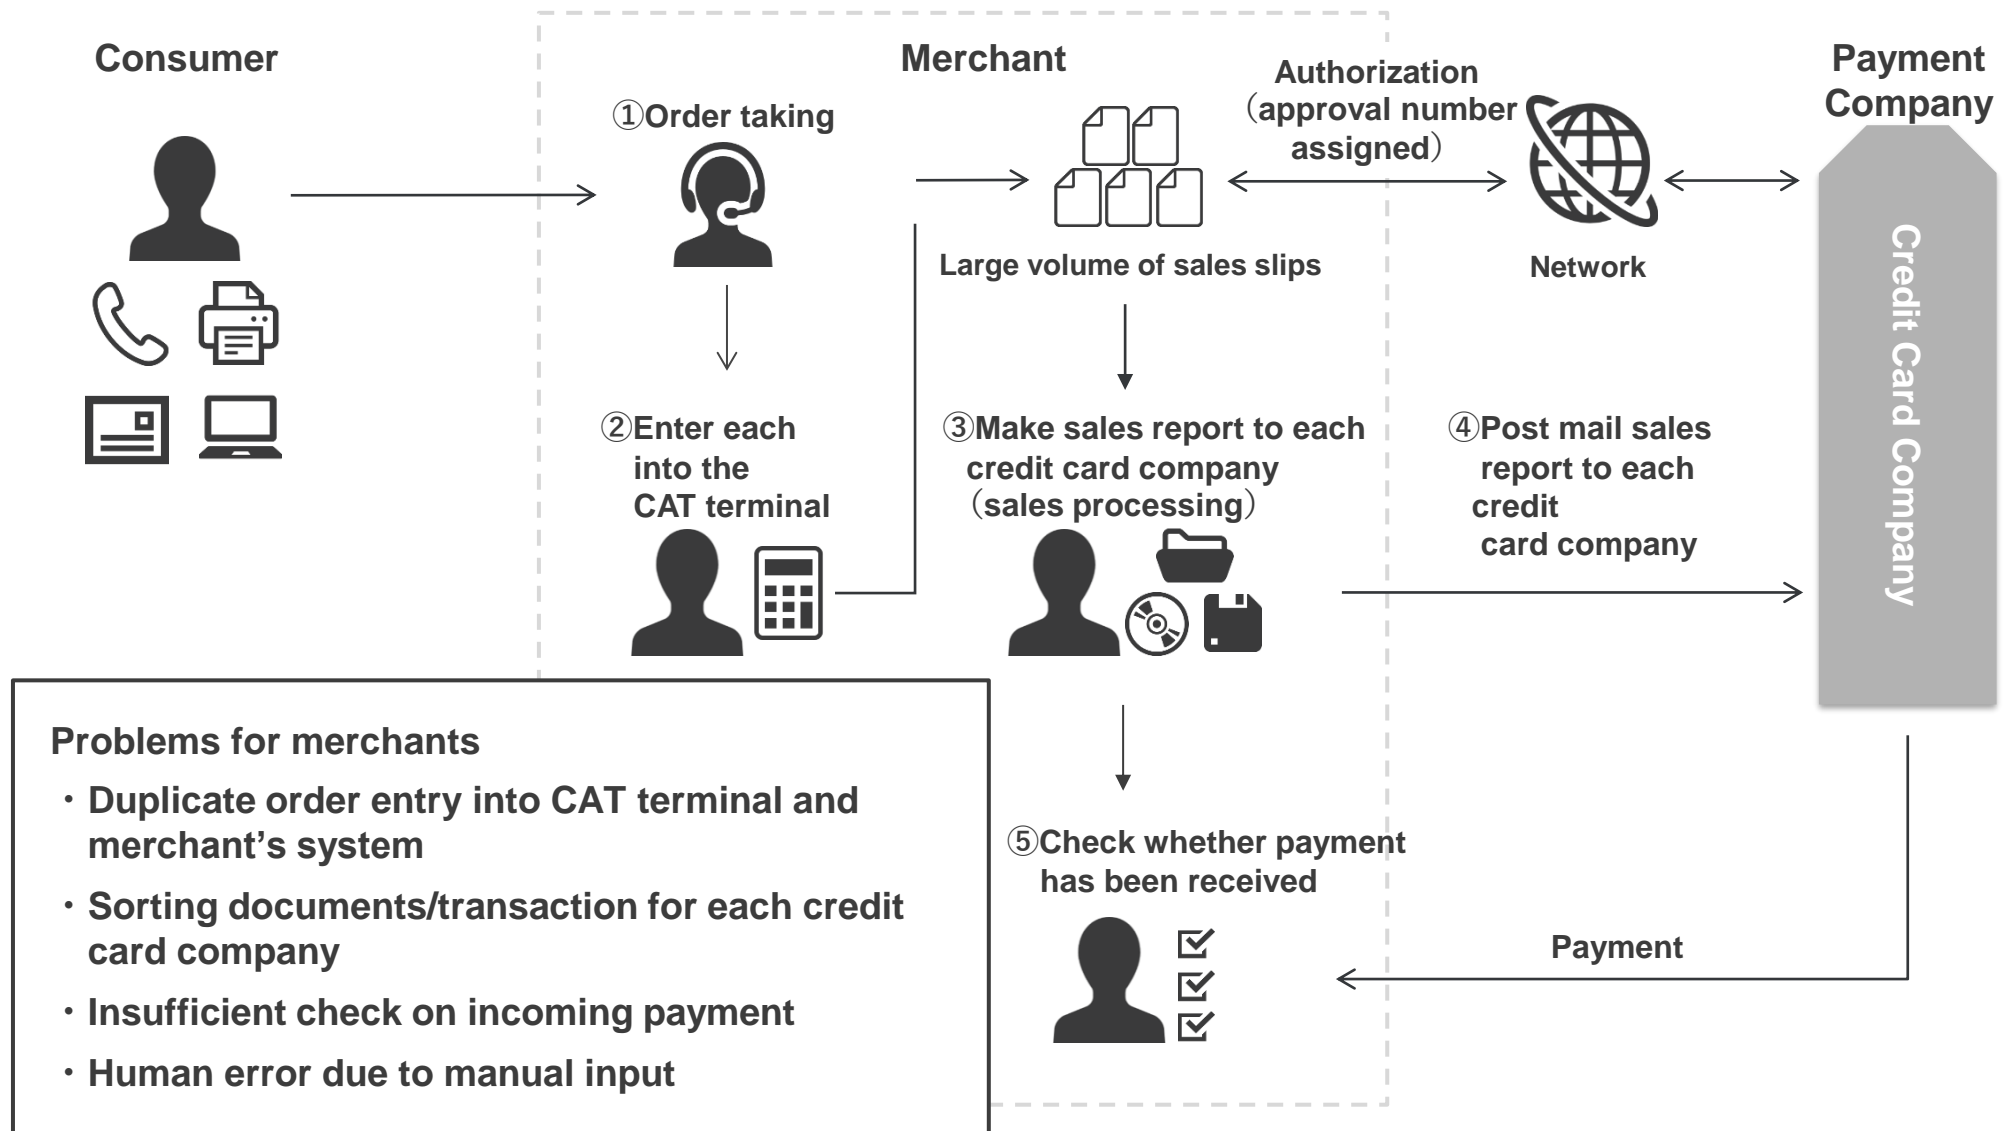 Consumer
Merchant
Payment
Company
①Order taking
Authorization
（approval number
assigned）
Large volume of sales slips
Network
Credit Card Company
②Enter each
into the
CAT terminal
③Make sales report to each
credit card company
（sales processing）
④Post mail sales
report to each
credit
card company
⑤Check whether payment
has been received
Payment
Problems for merchants
・Duplicate order entry into CAT terminal and
merchant’s system
・Sorting documents/transaction for each credit
card company
・Insufficient check on incoming payment
・Human error due to manual input